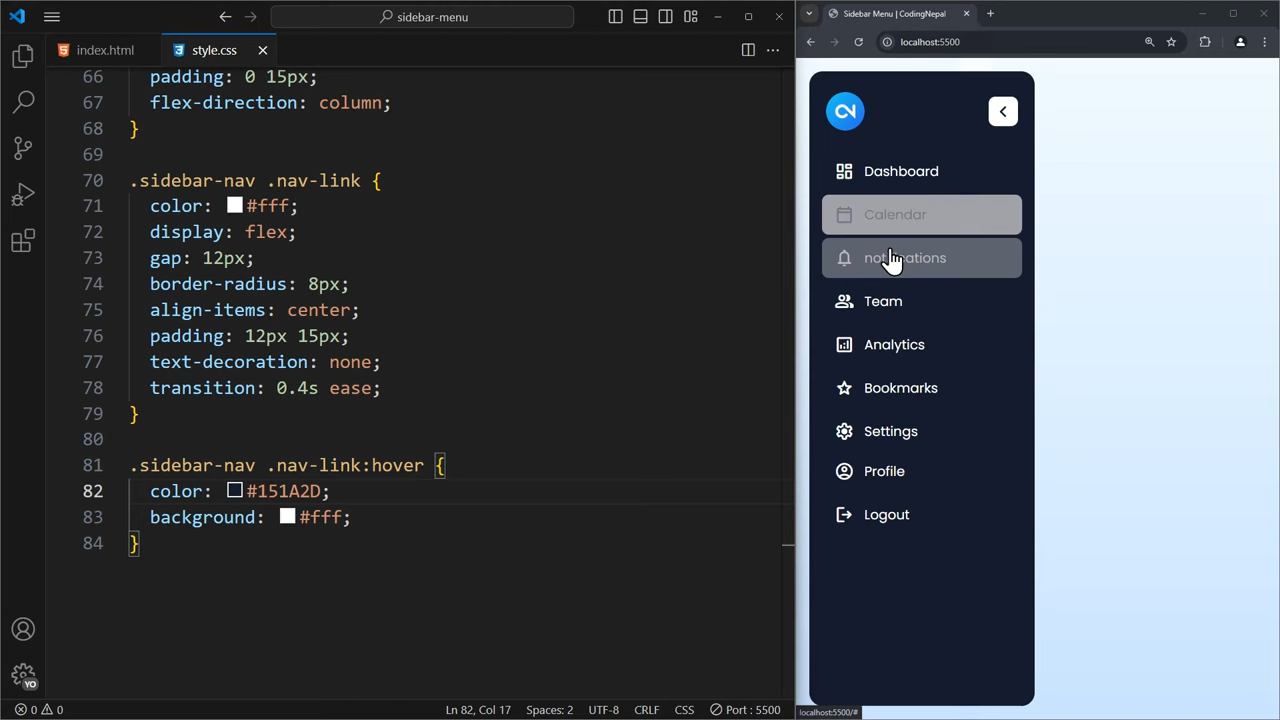 sidebar-menu
index.html
style.css
66 padding: 0 15px;
67 flex-direction: column;
68 }
69
70 .sidebar-nav .nav-link {
71 color: #fff;
72 display: flex;
73 gap: 12px;
74 border-radius: 8px;
75 align-items: center;
76 padding: 12px 15px;
77 text-decoration: none;
78 transition: 0.4s ease;
79 }
80
81 .sidebar-nav .nav-link:hover {
82 color: #151A2D;
83 background: #fff;
84 }
YO
0 0
Ln 82, Col 17 Spaces: 2 UTF-8 CRLF CSS Port : 5500
Sidebar Menu | CodingNepal
localhost:5500
Dashboard
Calendar
Team
Analytics
Bookmarks
Settings
Profile
Logout
localhost:5500/#